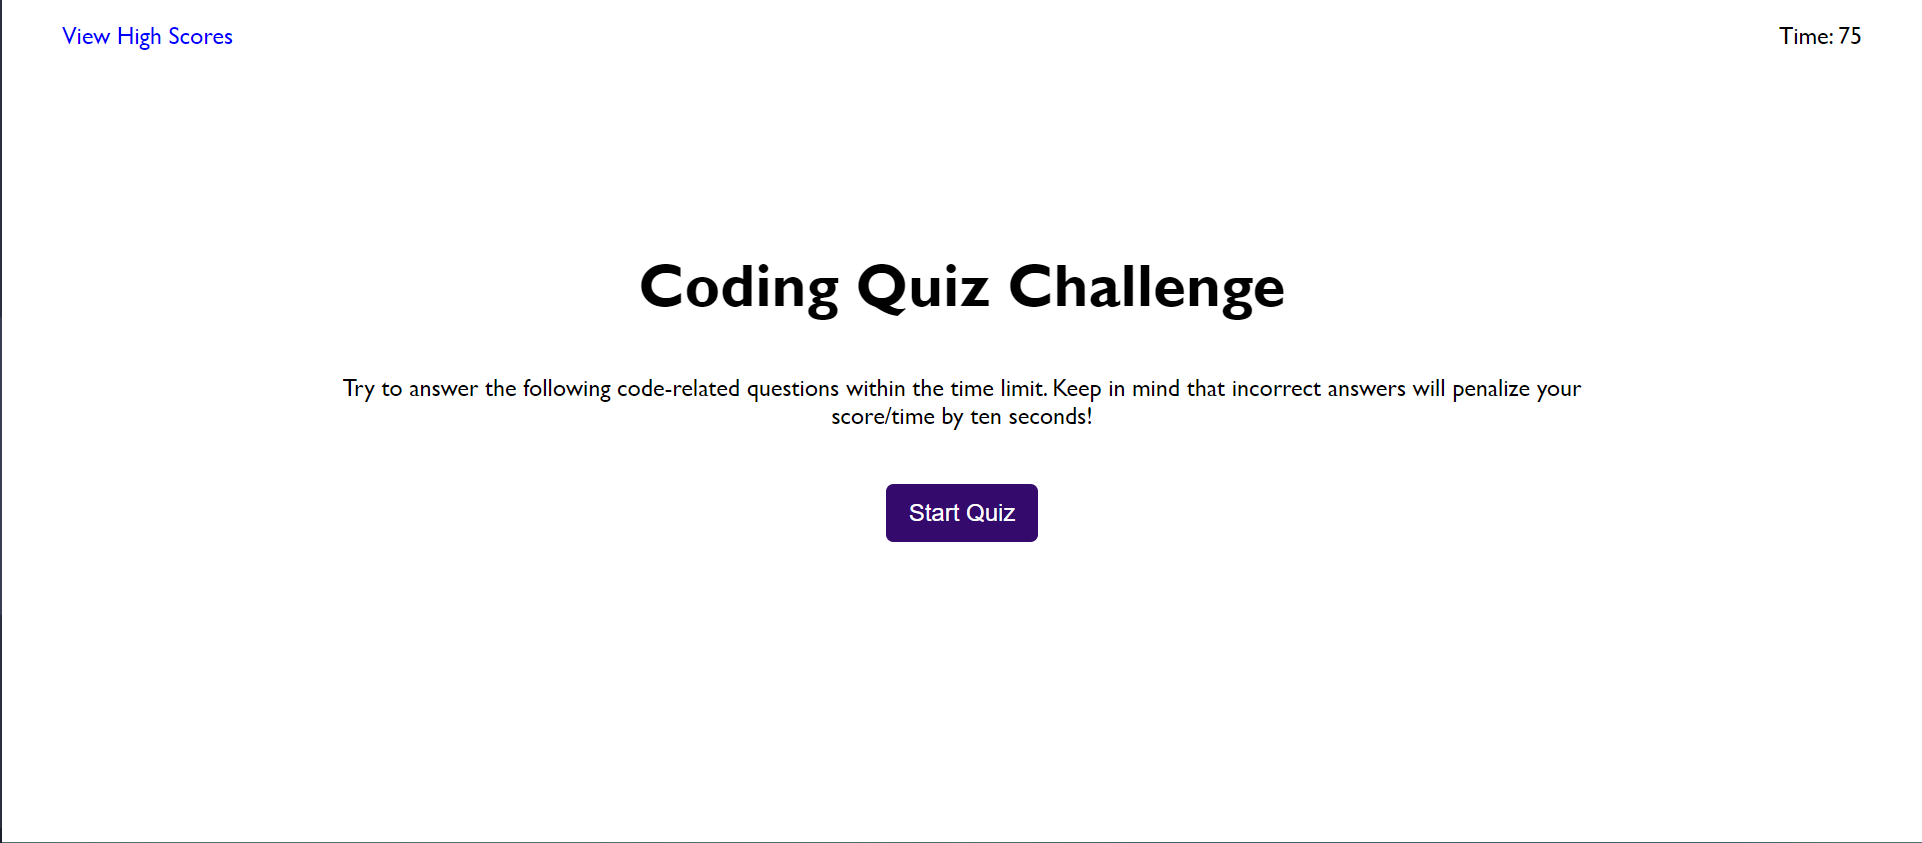 View High Scores
Time: 75
Coding Quiz Challenge
Try to answer the following code-related questions within the time limit. Keep in mind that incorrect answers will penalize your
score/time by ten seconds!
Start Quiz